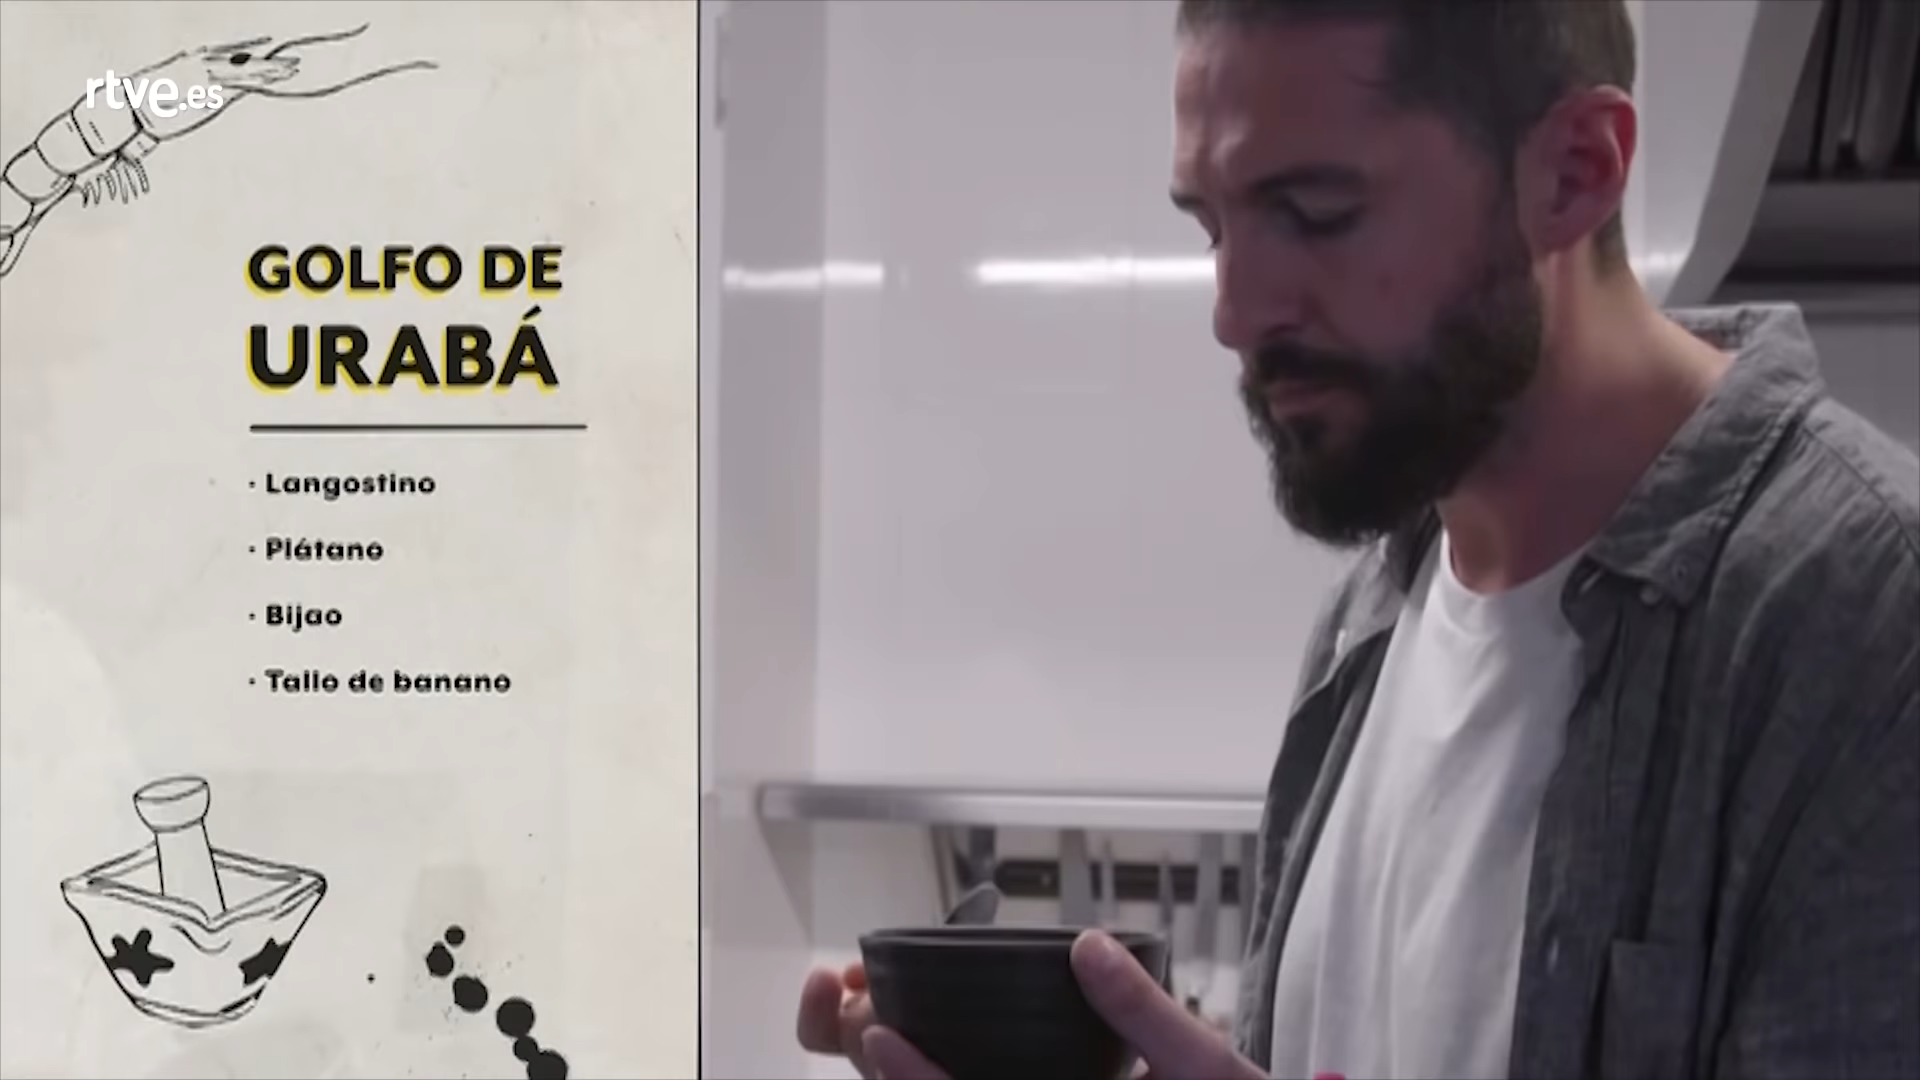 rtve.es
GOLFO DE
URABÁ
· Langostino
· Plátano
· Bijao
· Tallo de banano